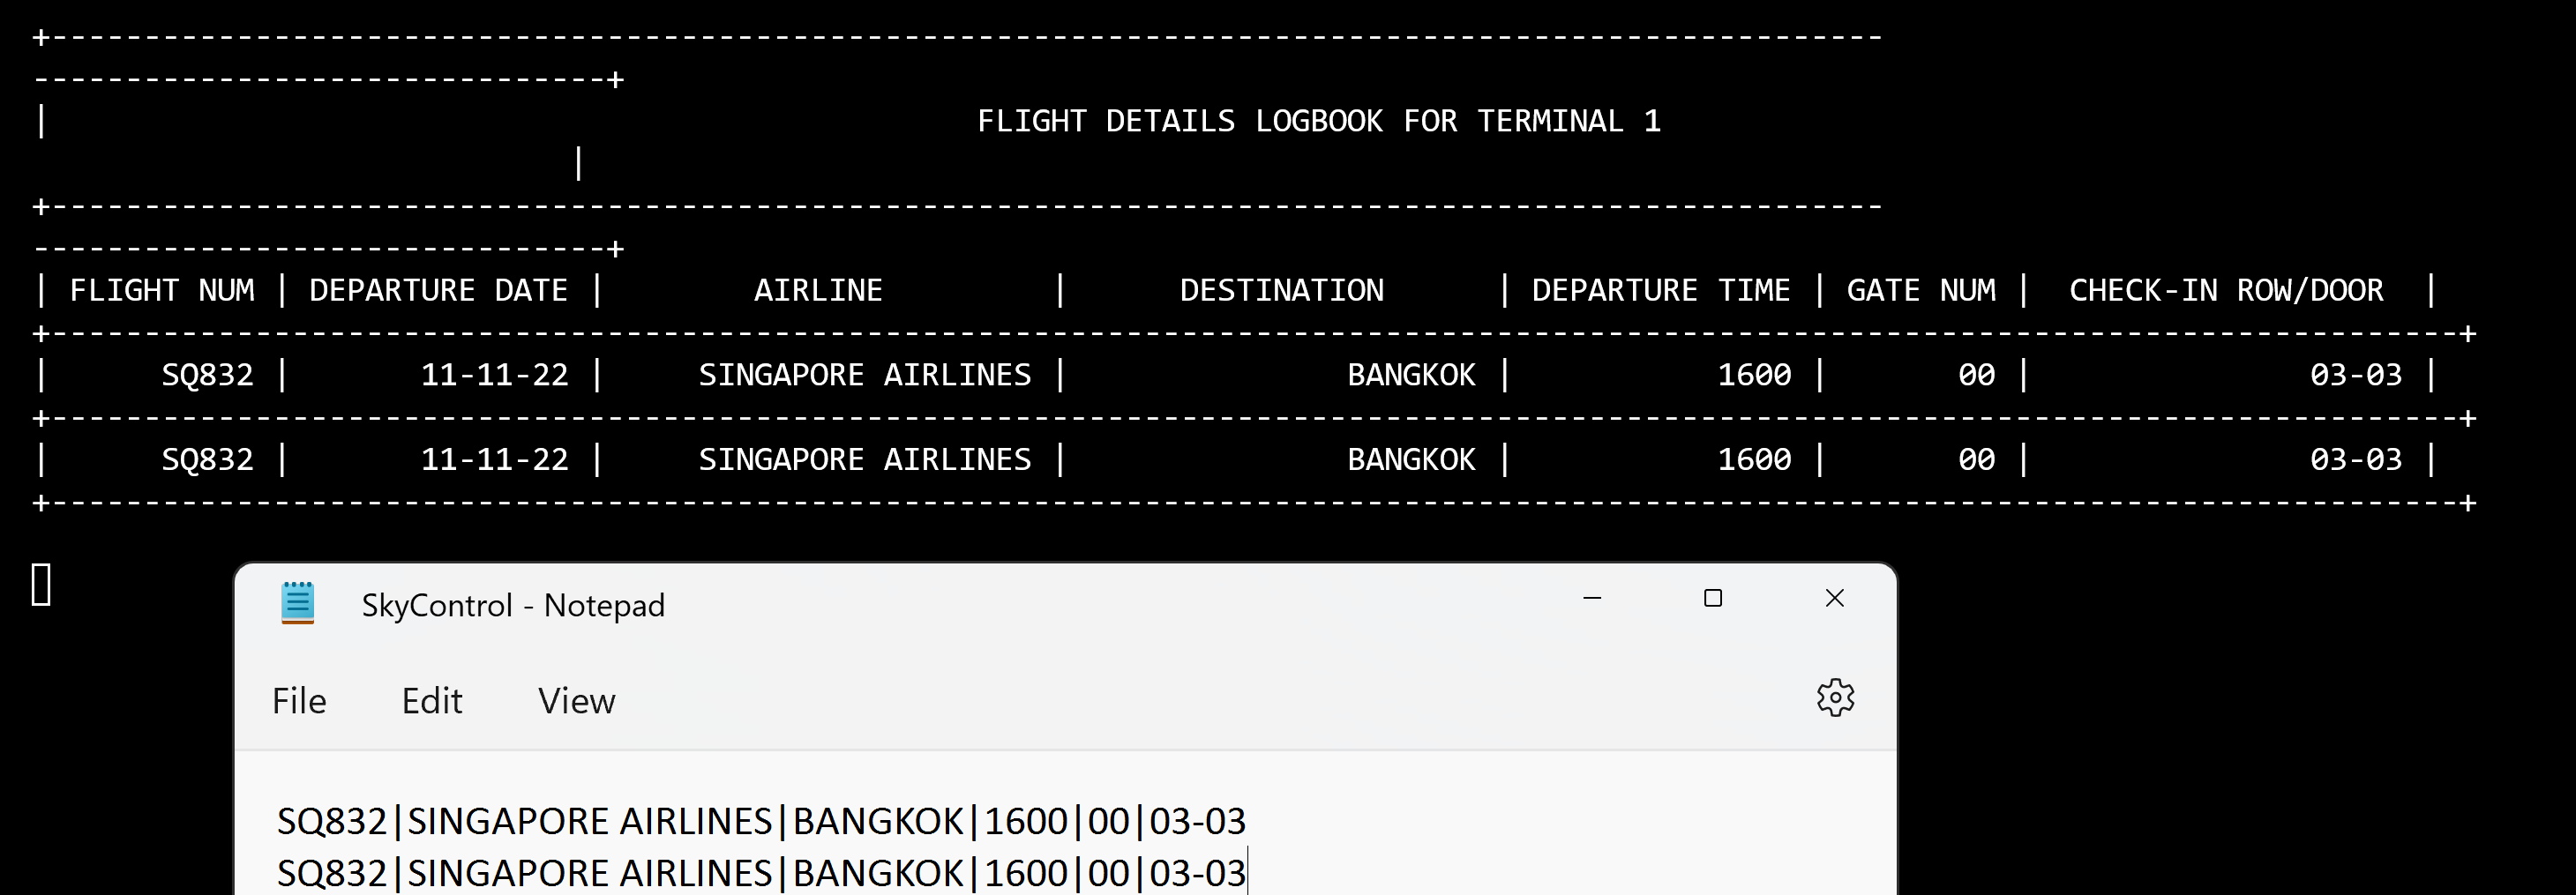 +---------------------------------------------------------------------------------------------------
-------------------------------+
|                                                  FLIGHT DETAILS LOGBOOK FOR TERMINAL 1
                             |
+---------------------------------------------------------------------------------------------------
-------------------------------+
| FLIGHT NUM | DEPARTURE DATE |        AIRLINE         |      DESTINATION      | DEPARTURE TIME | GATE NUM |  CHECK-IN ROW/DOOR  |
+----------------------------------------------------------------------------------------------------------------------------------+
|      SQ832 |       11-11-22 |     SINGAPORE AIRLINES |               BANGKOK |           1600 |       00 |               03-03 |
+----------------------------------------------------------------------------------------------------------------------------------+
|      SQ832 |       11-11-22 |     SINGAPORE AIRLINES |               BANGKOK |           1600 |       00 |               03-03 |
+----------------------------------------------------------------------------------------------------------------------------------+
SkyControl - Notepad
File Edit View
SQ832|SINGAPORE AIRLINES|BANGKOK|1600|00|03-03
SQ832|SINGAPORE AIRLINES|BANGKOK|1600|00|03-03